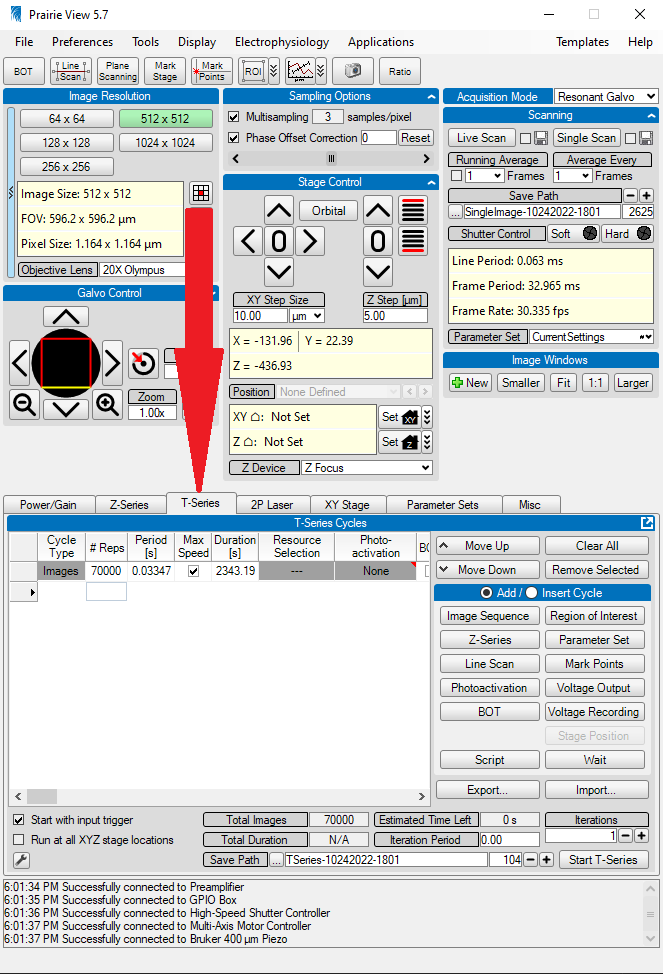 Prairie View 5.7
File Preferences Tools Display Electrophysiology Applications Templates Help
BOT
Line Scan
Plane Scanning
Mark Stage
Mark Points
ROI
Ratio
Image Resolution
64 x 64 512 x 512
128 x 128 1024 x 1024
256 x 256
Image Size: 512 x 512
FOV: 596.2 x 596.2 µm
Pixel Size: 1.164 x 1.164 µm
Objective Lens 20X Olympus
Galvo Control
Zoom
1.00x
Sampling Options
Multisampling 3 samples/pixel
Phase Offset Correction 0 Reset
Stage Control
Orbital
0 0
XY Step Size Z Step [µm]
10.00 µm 5.00
X = -131.96 Y = 22.39
Z = -436.93
Position None Defined
XY : Not Set Set XY
Z : Not Set Set Z
Z Device Z Focus
Acquisition Mode Resonant Galvo
Scanning
Live Scan Single Scan
Running Average Average Every
1 Frames 1 Frames
Save Path
... SingleImage-10242022-1801 2625
Shutter Control Soft Hard
Line Period: 0.063 ms
Frame Period: 32.965 ms
Frame Rate: 30.335 fps
Parameter Set CurrentSettings
Image Windows
New Smaller Fit 1:1 Larger
Power/Gain Z-Series T-Series 2P Laser XY Stage Parameter Sets Misc
T-Series Cycles
Cycle Type # Reps Period [s] Max Speed Duration [s] Resource Selection Photo-activation
Images 70000 0.03347 2343.19 --- None
Move Up Clear All
Move Down Remove Selected
Add / Insert Cycle
Image Sequence Region of Interest
Z-Series Parameter Set
Line Scan Mark Points
Photoactivation Voltage Output
BOT Voltage Recording
Stage Position
Script Wait
Export... Import...
Start with input trigger Total Images 70000 Estimated Time Left 0 s Iterations
Run at all XYZ stage locations Total Duration N/A Iteration Period 0.00 1
Save Path ... TSeries-10242022-1801 104 Start T-Series
6:01:34 PM Successfully connected to Preamplifier
6:01:35 PM Successfully connected to GPIO Box
6:01:36 PM Successfully connected to High-Speed Shutter Controller
6:01:37 PM Successfully connected to Multi-Axis Motor Controller
6:01:37 PM Successfully connected to Bruker 400 µm Piezo